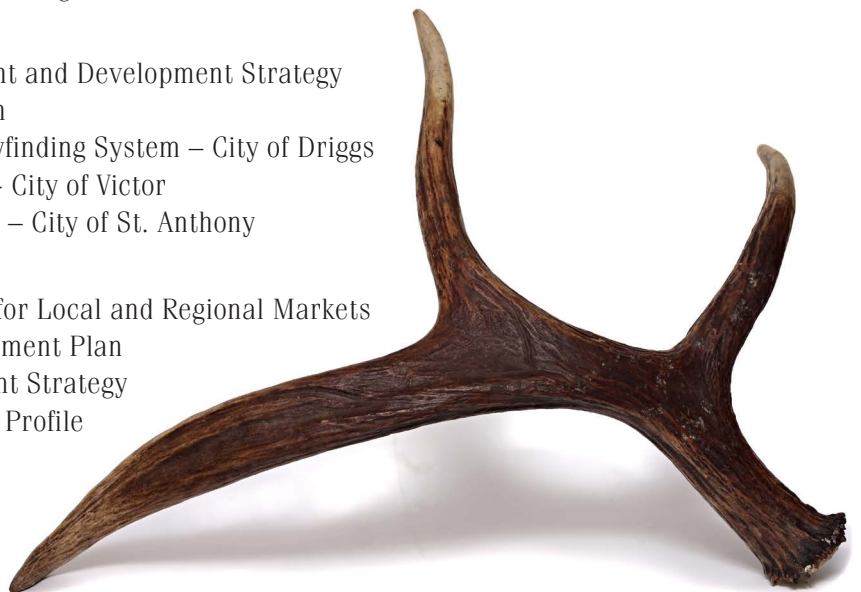 nt and Development Strategy
n
yfinding System – City of Driggs
– City of Victor
– City of St. Anthony
for Local and Regional Markets
ment Plan
nt Strategy
Profile